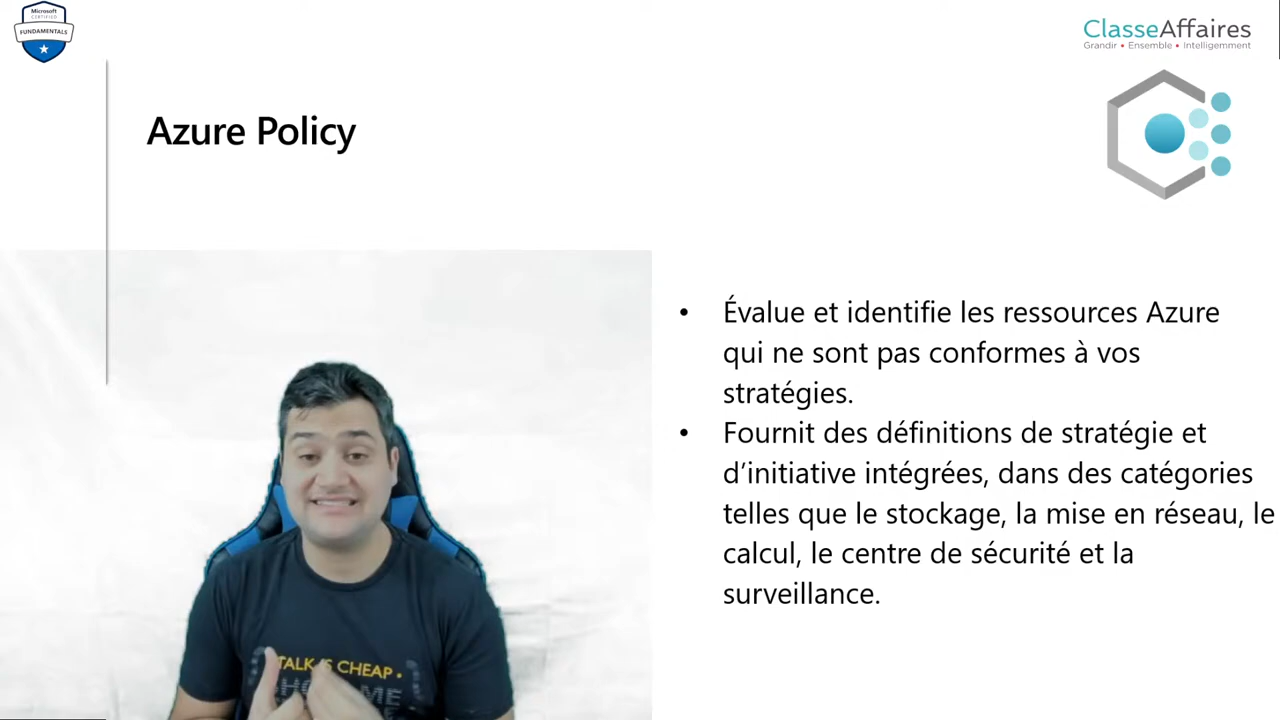 Microsoft
CERTIFIED
FUNDAMENTALS
ClasseAffaires
Grandir • Ensemble • Intelligemment
Azure Policy
• Évalue et identifie les ressources Azure
qui ne sont pas conformes à vos
stratégies.
• Fournit des définitions de stratégie et
d’initiative intégrées, dans des catégories
telles que le stockage, la mise en réseau, le
calcul, le centre de sécurité et la
surveillance.
TALK IS CHEAP •
ME